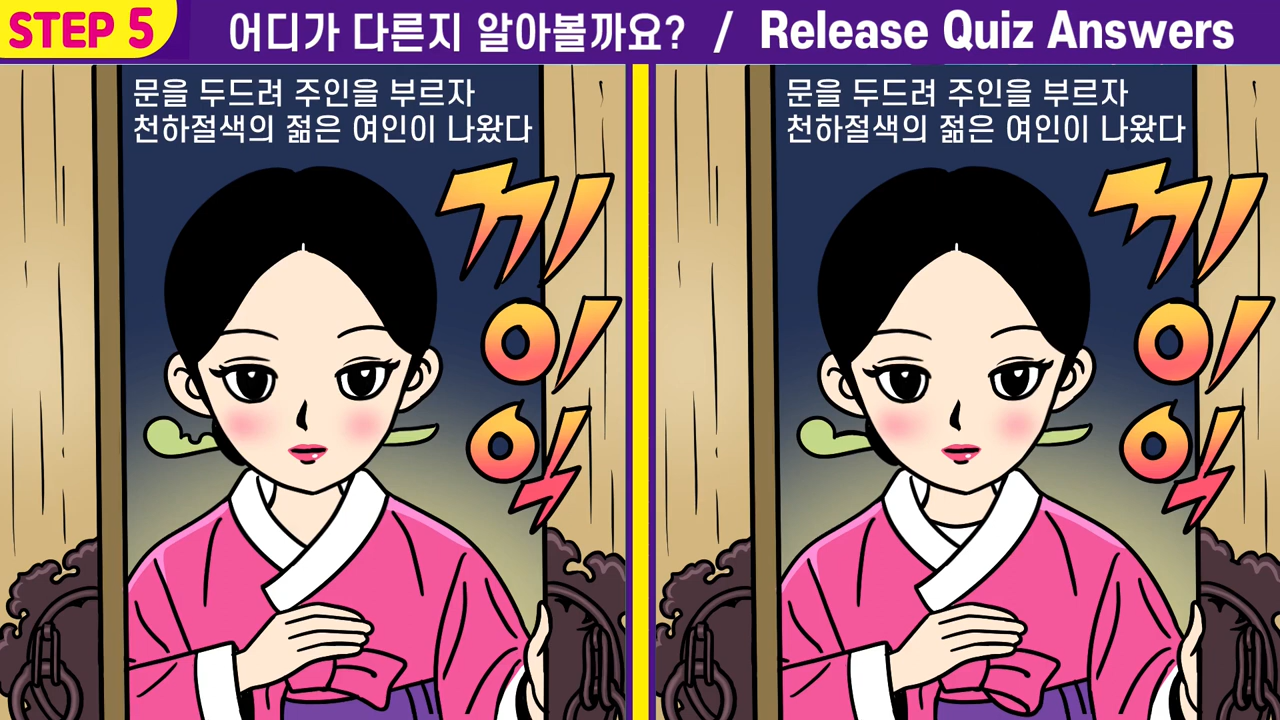 STEP 5
어디가 다른지 알아볼까요? / Release Quiz Answers
문을 두드려 주인을 부르자
천하절색의 젊은 여인이 나왔다
끼
이
익
문을 두드려 주인을 부르자
천하절색의 젊은 여인이 나왔다
끼
이
익